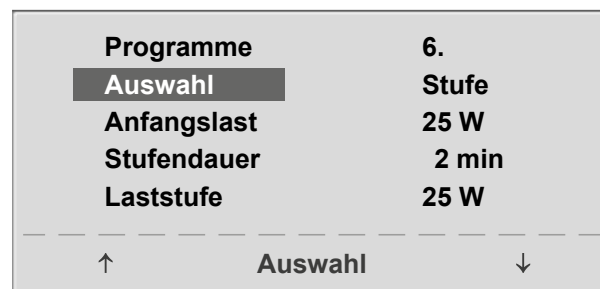 Programme 6.
Auswahl Stufe
Anfangslast 25 W
Stufendauer 2 min
Laststufe 25 W
↑ Auswahl ↓